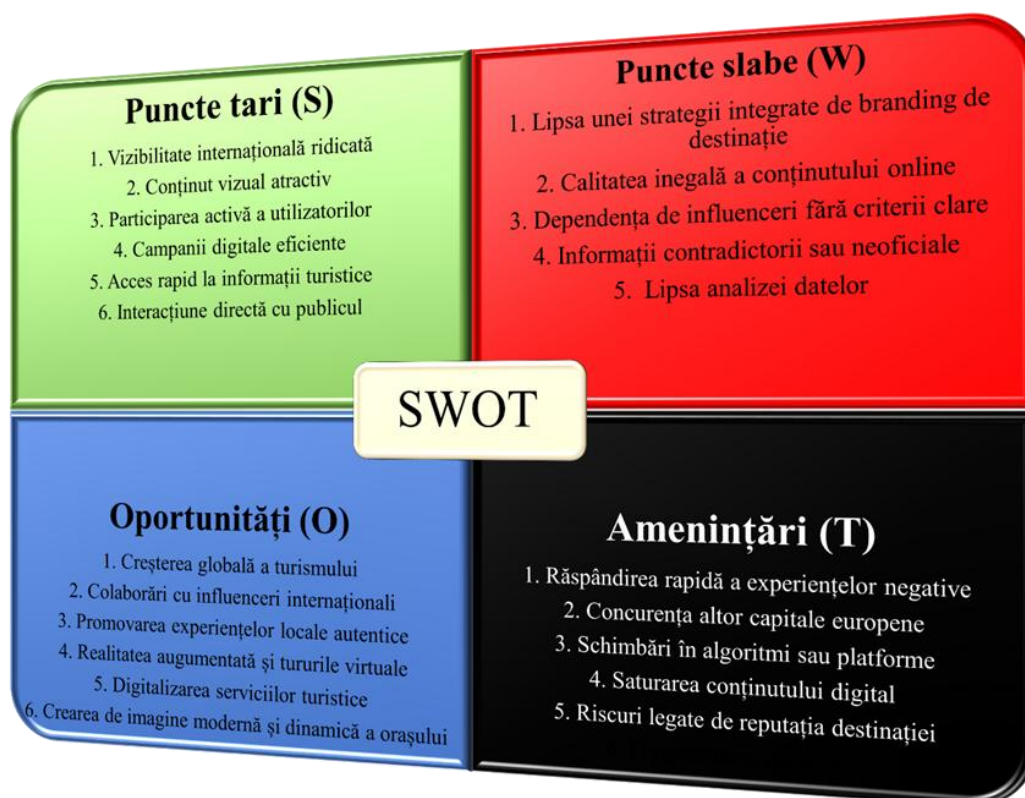 Puncte tari (S)
1. Vizibilitate internațională ridicată
2. Conținut vizual atractiv
3. Participarea activă a utilizatorilor
4. Campanii digitale eficiente
5. Acces rapid la informații turistice
6. Interacțiune directă cu publicul
Puncte slabe (W)
1. Lipsa unei strategii integrate de branding de
destinație
2. Calitatea inegală a conținutului online
3. Dependența de influenceri fără criterii clare
4. Informații contradictorii sau neoficiale
5. Lipsa analizei datelor
SWOT
Oportunități (O)
1. Creșterea globală a turismului
2. Colaborări cu influenceri internaționali
3. Promovarea experiențelor locale autentice
4. Realitatea augmentată și tururile virtuale
5. Digitalizarea serviciilor turistice
6. Crearea de imagine modernă și dinamică a orașului
Amenințări (T)
1. Răspândirea rapidă a experiențelor negative
2. Concurența altor capitale europene
3. Schimbări în algoritmi sau platforme
4. Saturarea conținutului digital
5. Riscuri legate de reputația destinației